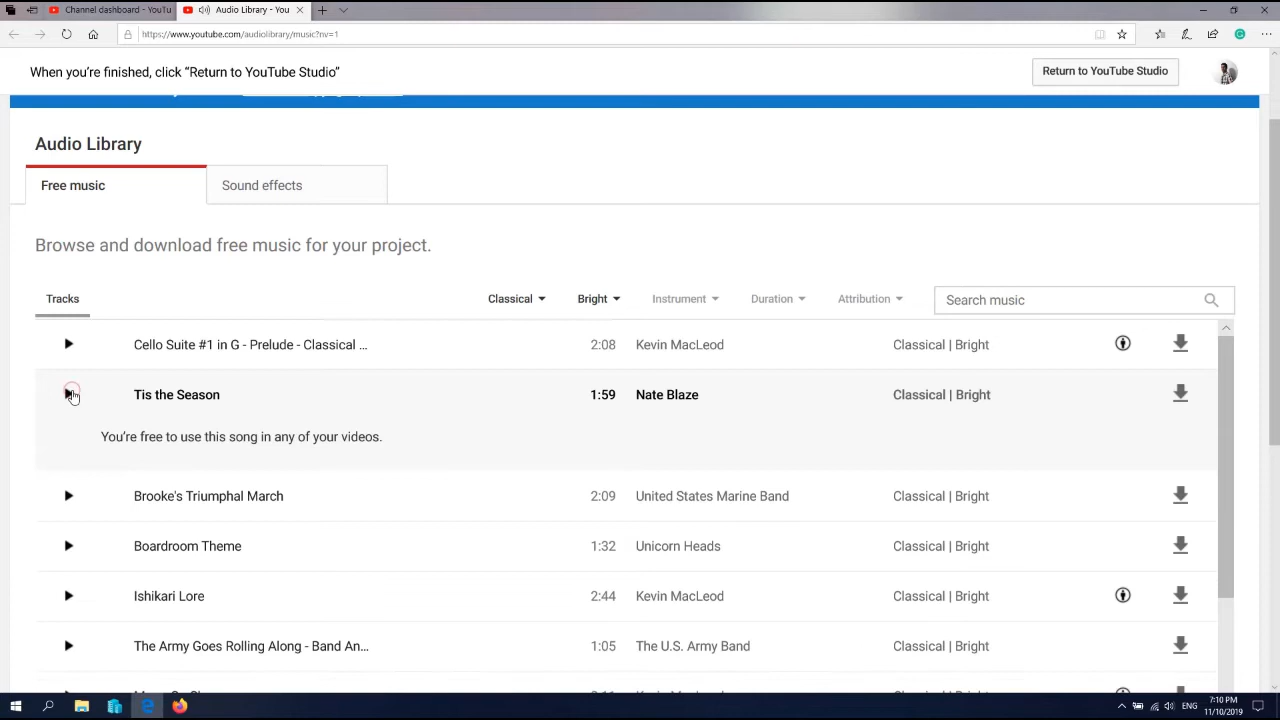 Channel dashboard - YouTu
Audio Library - You
https://www.youtube.com/audiolibrary/music?nv=1
When you're finished, click "Return to YouTube Studio"
Return to YouTube Studio
Audio Library
Free music
Sound effects
Browse and download free music for your project.
Tracks Classical Bright Instrument Duration Attribution Search music
Cello Suite #1 in G - Prelude - Classical ... 2:08 Kevin MacLeod Classical | Bright
Tis the Season 1:59 Nate Blaze Classical | Bright
You're free to use this song in any of your videos.
Brooke's Triumphal March 2:09 United States Marine Band Classical | Bright
Boardroom Theme 1:32 Unicorn Heads Classical | Bright
Ishikari Lore 2:44 Kevin MacLeod Classical | Bright
The Army Goes Rolling Along - Band An... 1:05 The U.S. Army Band Classical | Bright
ENG
7:10 PM
11/10/2019